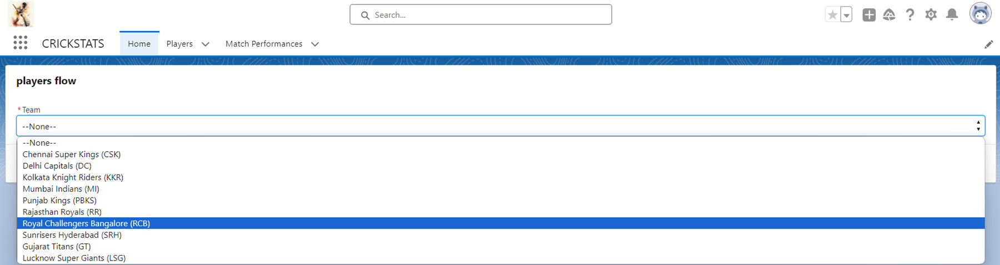 Search...
CRICKSTATS Home Players Match Performances
players flow
*Team
--None--
--None--
Chennai Super Kings (CSK)
Delhi Capitals (DC)
Kolkata Knight Riders (KKR)
Mumbai Indians (MI)
Punjab Kings (PBKS)
Rajasthan Royals (RR)
Royal Challengers Bangalore (RCB)
Sunrisers Hyderabad (SRH)
Gujarat Titans (GT)
Lucknow Super Giants (LSG)